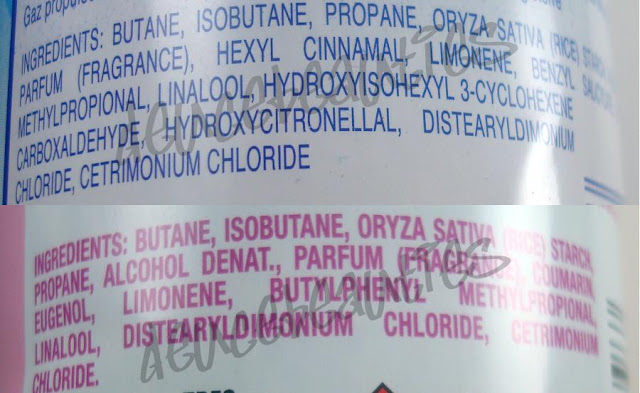 Gaz propulse
INGREDIENTS: BUTANE, ISOBUTANE, PROPANE, ORYZA SATIVA (RICE) STARCH,
PARFUM (FRAGRANCE), HEXYL CINNAMAL, LIMONENE, BENZYL
METHYLPROPIONAL, LINALOOL, HYDROXYISOHEXYL 3-CYCLOHEXENE
CARBOXALDEHYDE, HYDROXYCITRONELLAL, DISTEARYLDIMONIUM
CHLORIDE, CETRIMONIUM CHLORIDE
INGREDIENTS: BUTANE, ISOBUTANE, ORYZA SATIVA (RICE) STARCH,
PROPANE, ALCOHOL DENAT., PARFUM (FRAGRANCE), COUMARIN,
EUGENOL, LIMONENE, BUTYLPHENYL METHYLPROPIONAL,
LINALOOL, DISTEARYLDIMONIUM CHLORIDE, CETRIMONIUM
CHLORIDE.